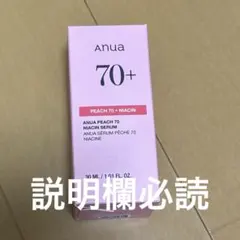 Anua
70+
PEACH 70 + NIACIN
ANUA PEACH 70
NIACIN SERUM
ANUA SÉRUM PÊCHE 70
NIACINE
30 ML / 1.01 FL. OZ.
説明欄必読